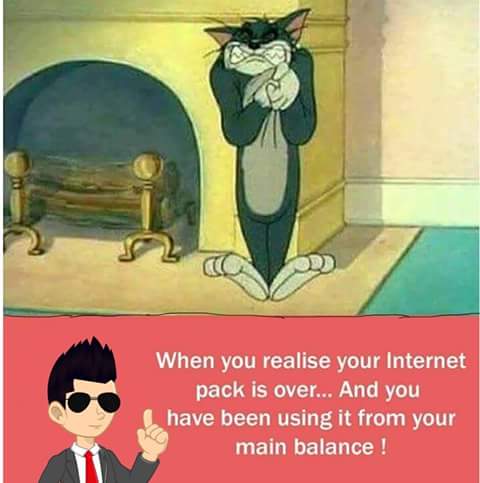 When you realise your Internet
pack is over... And you
have been using it from your
main balance !